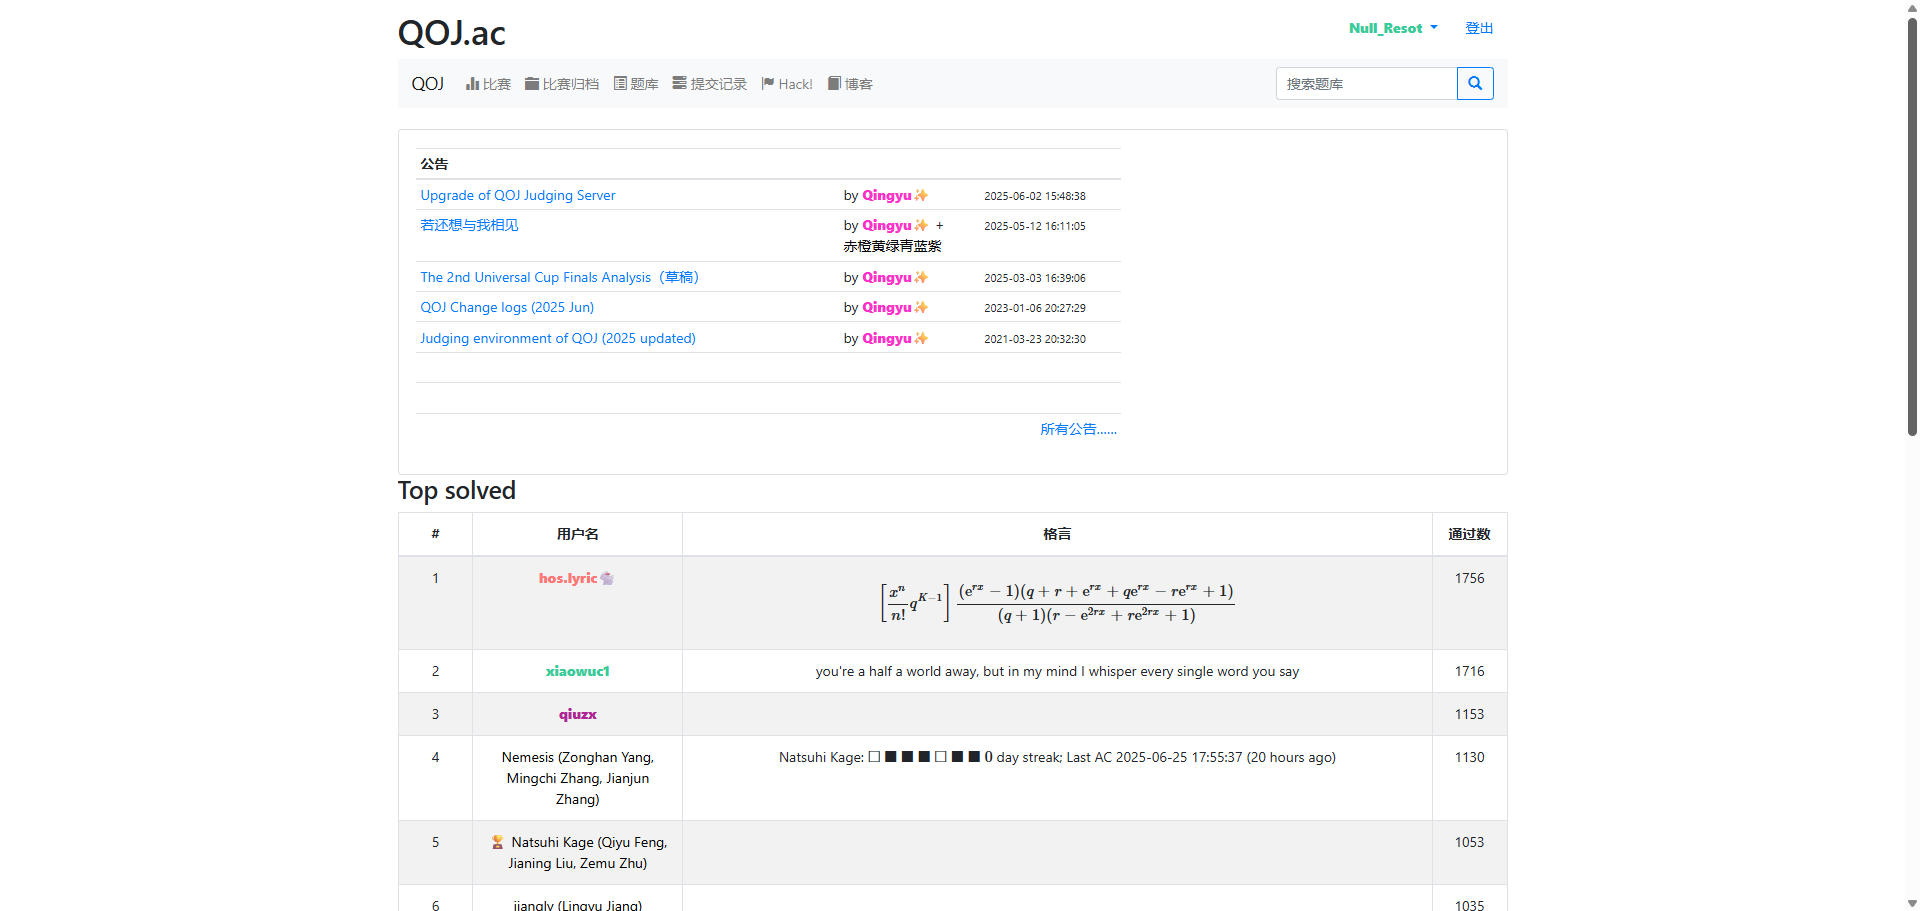 QOJ.ac
Null_Resot 登出
QOJ 比赛 比赛归档 题库 提交记录 Hack! 博客 搜索题库
公告
Upgrade of QOJ Judging Server by Qingyu✨ 2025-06-02 15:48:38
若还想与我相见 by Qingyu✨ + 2025-05-12 16:11:05
赤橙黄绿青蓝紫
The 2nd Universal Cup Finals Analysis（草稿） by Qingyu✨ 2025-03-03 16:39:06
QOJ Change logs (2025 Jun) by Qingyu✨ 2023-01-06 20:27:29
Judging environment of QOJ (2025 updated) by Qingyu✨ 2021-03-23 20:32:30
所有公告......
Top solved
# 用户名 格言 通过数
1 hos.lyric🐀 [x^n/n! q^{K−1}] (e^{rx} − 1)(q + r + e^{rx} + qe^{rx} − re^{rx} + 1)/(q + 1)(r − e^{2rx} + re^{2rx} + 1) 1756
2 xiaowuc1 you're a half a world away, but in my mind I whisper every single word you say 1716
3 qiuzx 1153
4 Nemesis (Zonghan Yang, Natsuhi Kage: □■■■□■■ 0 day streak; Last AC 2025-06-25 17:55:37 (20 hours ago) 1130
Mingchi Zhang, Jianjun
Zhang)
5 🏆 Natsuhi Kage (Qiyu Feng, 1053
Jianing Liu, Zemu Zhu)
6 jiangly (Lingyu Jiang) 1035